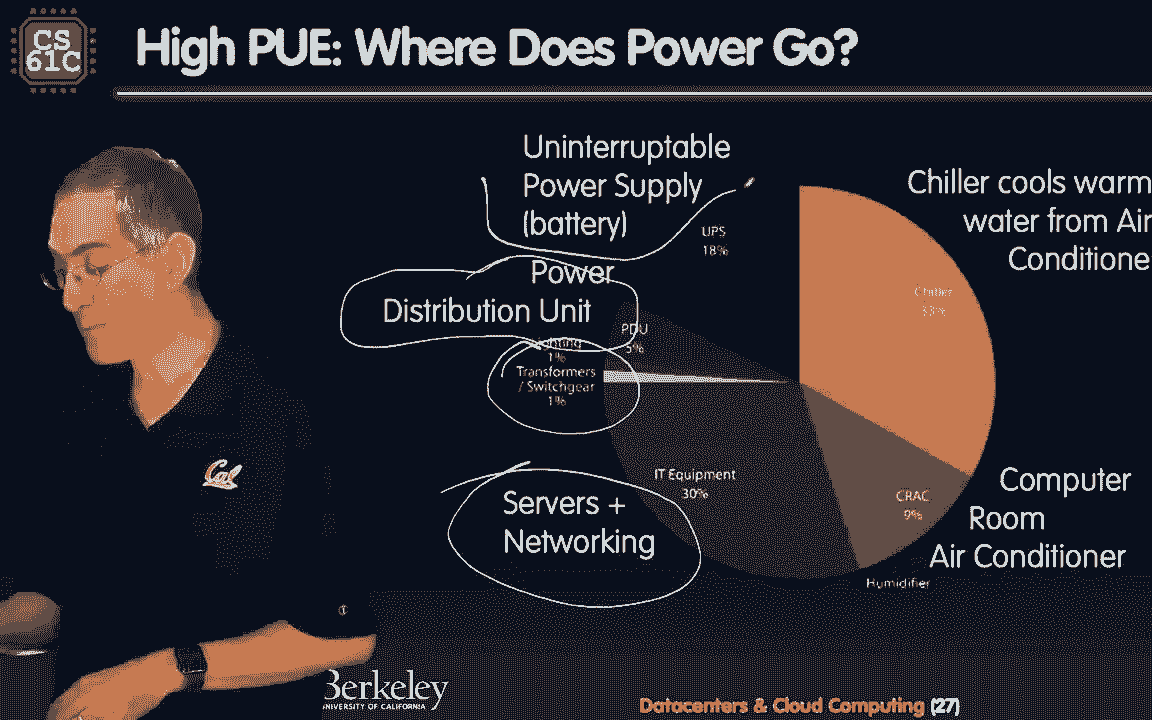 CS
61C
High PUE: Where Does Power Go?
Uninterruptable
Power Supply
(battery)
UPS
18%
Power
Distribution Unit
PDU
5%
Lighting
1%
Transformers
/ Switchgear
1%
IT Equipment
30%
Servers +
Networking
Chiller cools warm
water from Air
Conditione
Chiller
33%
Computer
Room
Air Conditioner
CRAC
9%
Humidifier
Cal
Berkeley
UNIVERSITY OF CALIFORNIA
Datacenters & Cloud Computing (27)